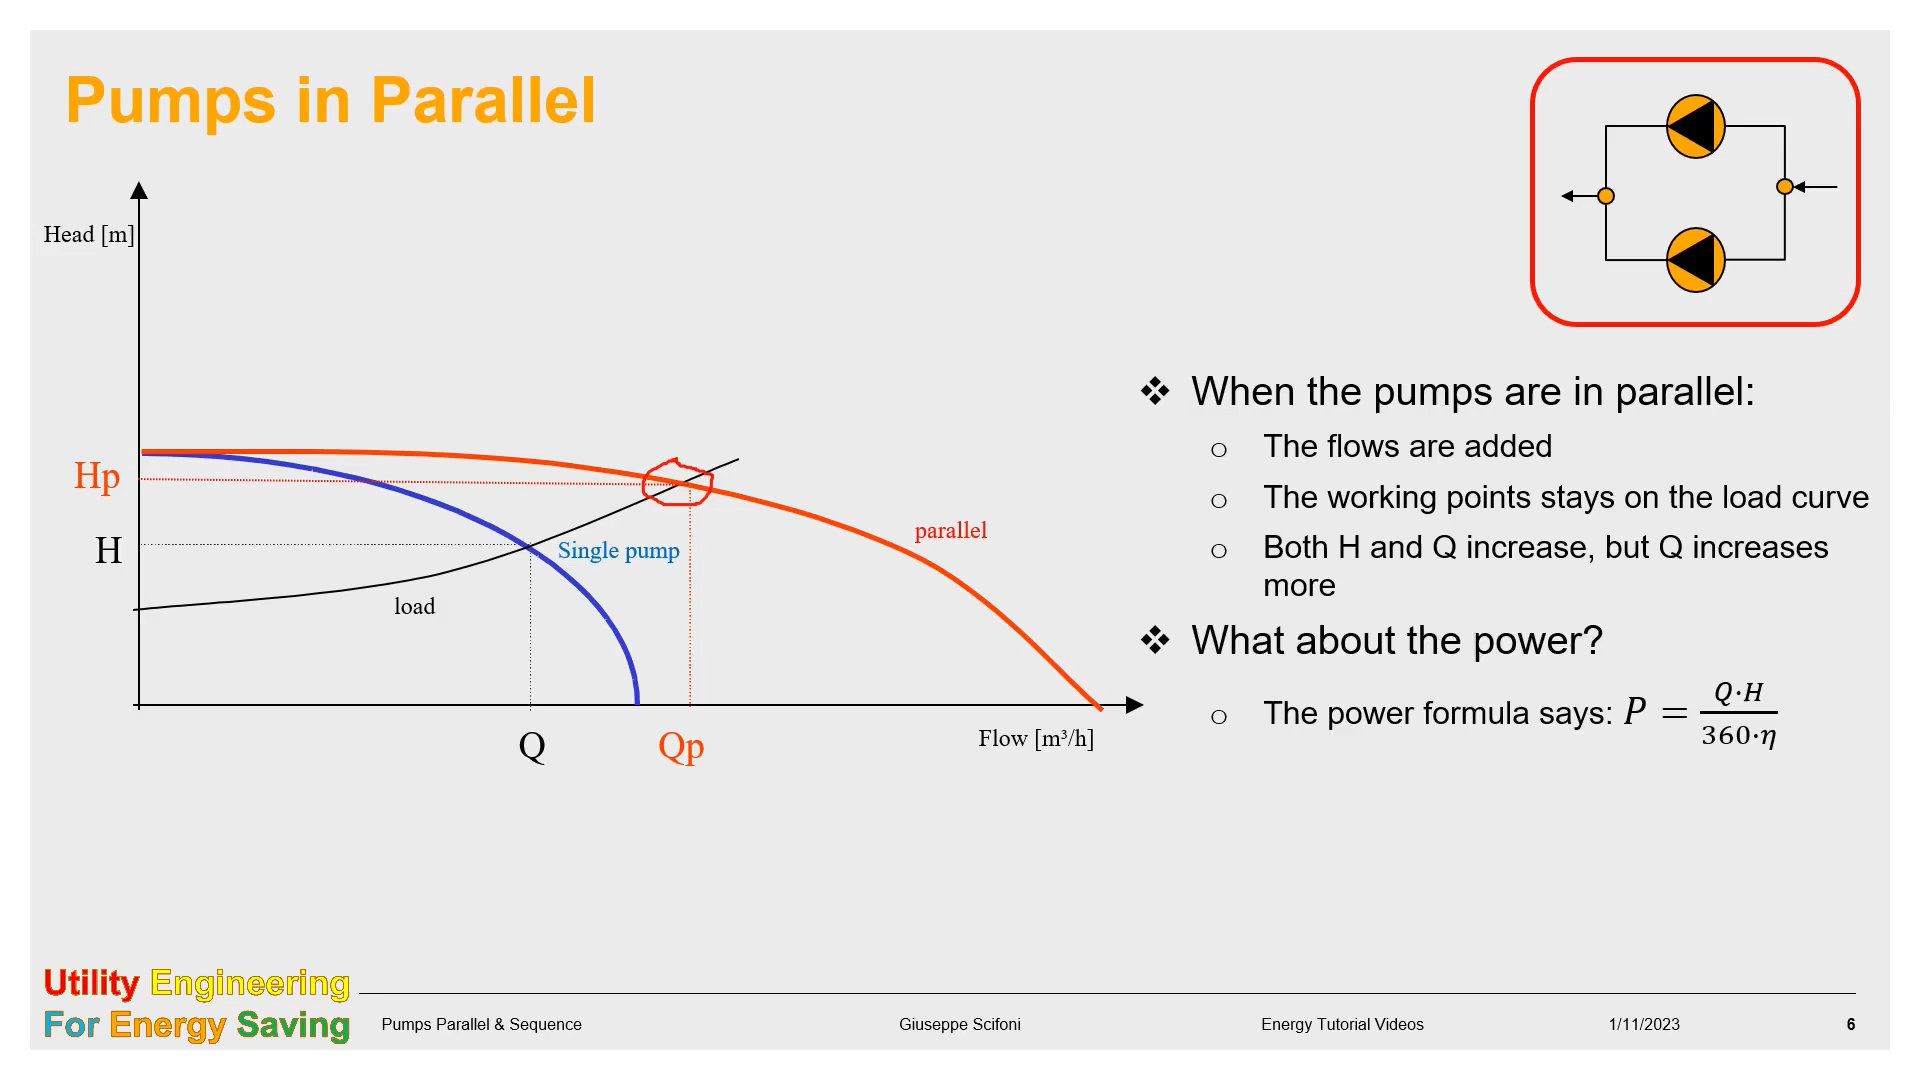 Pumps in Parallel
Head [m]
Hp
H
Single pump
parallel
load
Q
Qp
Flow [m³/h]
❖ When the pumps are in parallel:
o The flows are added
o The working points stays on the load curve
o Both H and Q increase, but Q increases
more
❖ What about the power?
o The power formula says: P = Q·H / 360·η
Utility Engineering
For Energy Saving
Pumps Parallel & Sequence
Giuseppe Scifoni
Energy Tutorial Videos
1/11/2023
6